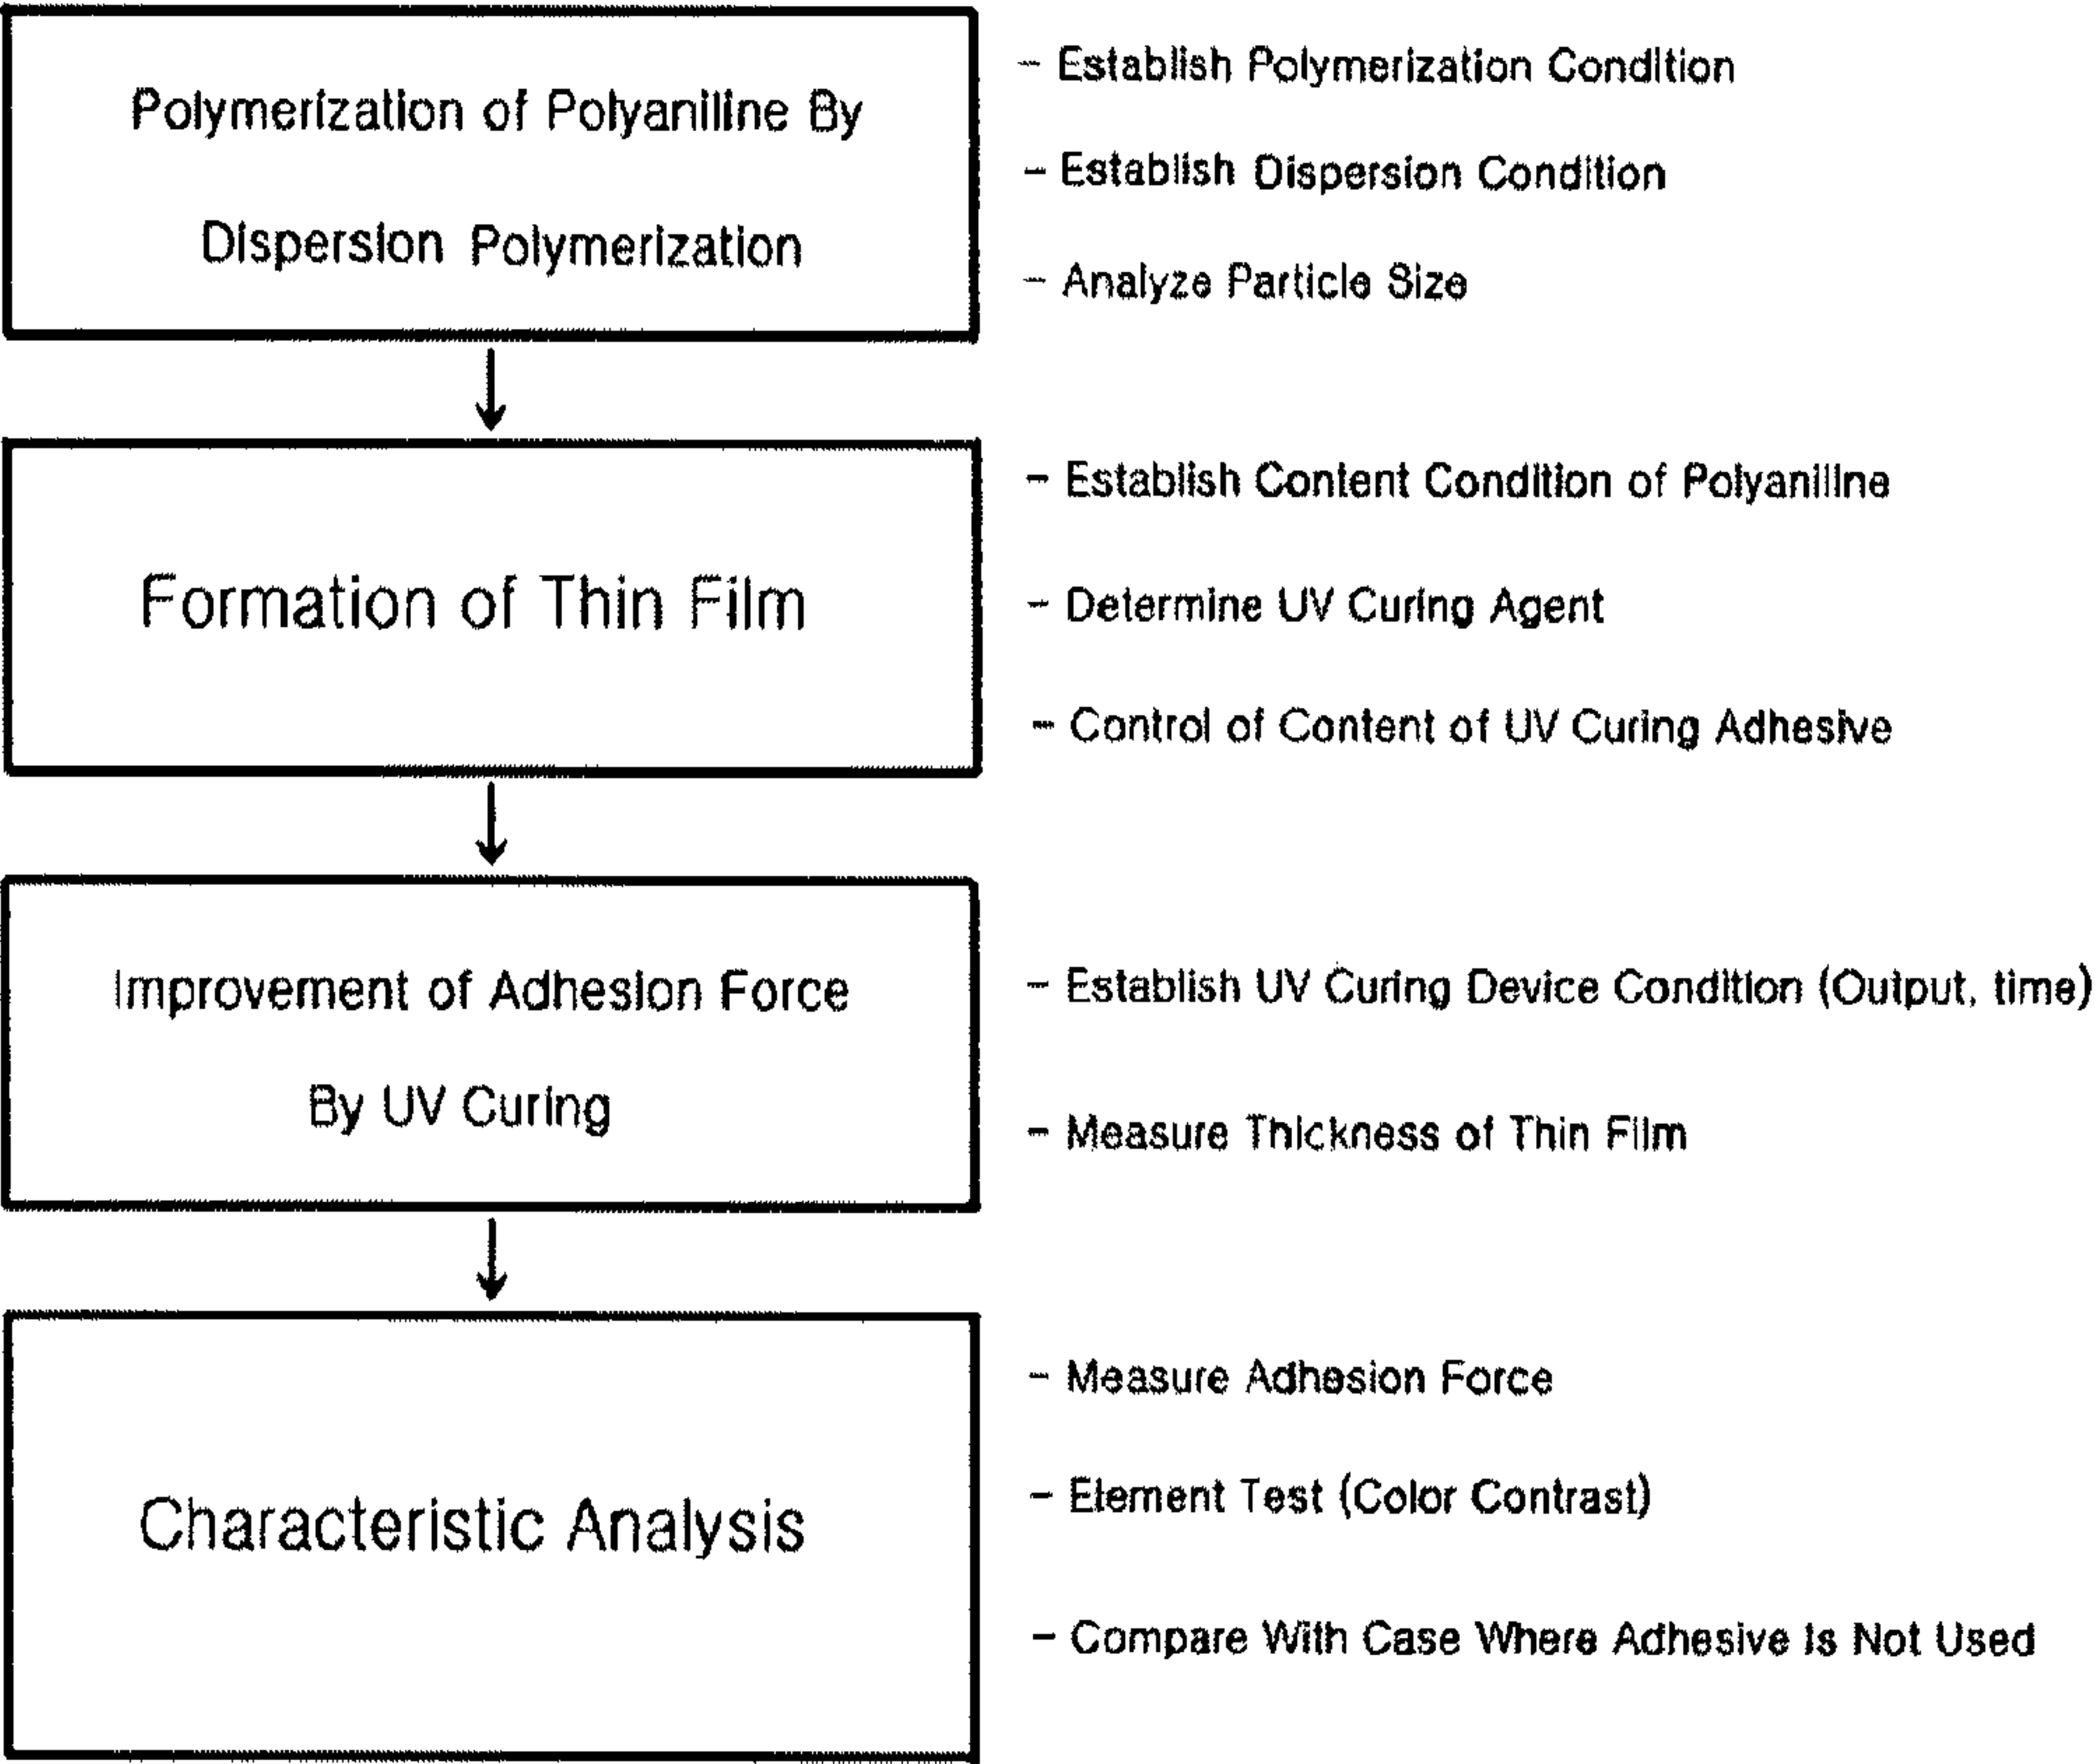 Polymerization of Polyaniline By
Dispersion Polymerization
- Establish Polymerization Condition
- Establish Dispersion Condition
- Analyze Particle Size
Formation of Thin Film
- Establish Content Condition of Polyaniline
- Determine UV Curing Agent
- Control of Content of UV Curing Adhesive
Improvement of Adhesion Force
By UV Curing
- Establish UV Curing Device Condition (Output, time)
- Measure Thickness of Thin Film
Characteristic Analysis
- Measure Adhesion Force
- Element Test (Color Contrast)
- Compare With Case Where Adhesive Is Not Used